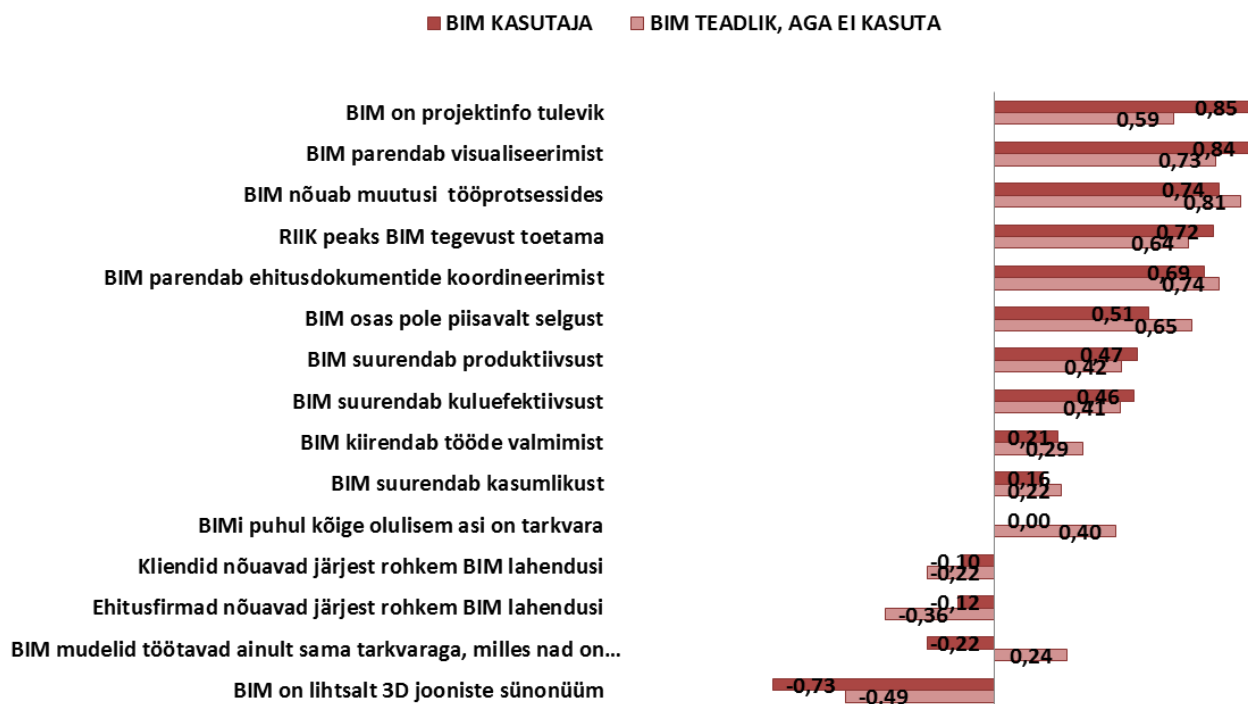 BIM KASUTAJA BIM TEADLIK, AGA EI KASUTA
BIM on projektinfo tulevik 0,85
0,59
BIM parendab visualiseerimist 0,84
0,73
BIM nõuab muutusi tööprotsessides 0,74
0,81
RIIK peaks BIM tegevust toetama 0,72
0,64
BIM parendab ehitusdokumentide koordineerimist 0,69
0,74
BIM osas pole piisavalt selgust 0,51
0,65
BIM suurendab produktiivsust 0,47
0,42
BIM suurendab kuluefektiivsust 0,46
0,41
BIM kiirendab tööde valmimist 0,21
0,29
BIM suurendab kasumlikust 0,16
0,22
BIMi puhul kõige olulisem asi on tarkvara 0,00
0,40
Kliendid nõuavad järjest rohkem BIM lahendusi -0,10
-0,22
Ehitusfirmad nõuavad järjest rohkem BIM lahendusi -0,12
-0,36
BIM mudelid töötavad ainult sama tarkvaraga, milles nad on... -0,22
0,24
BIM on lihtsalt 3D jooniste sünonüüm -0,73
-0,49